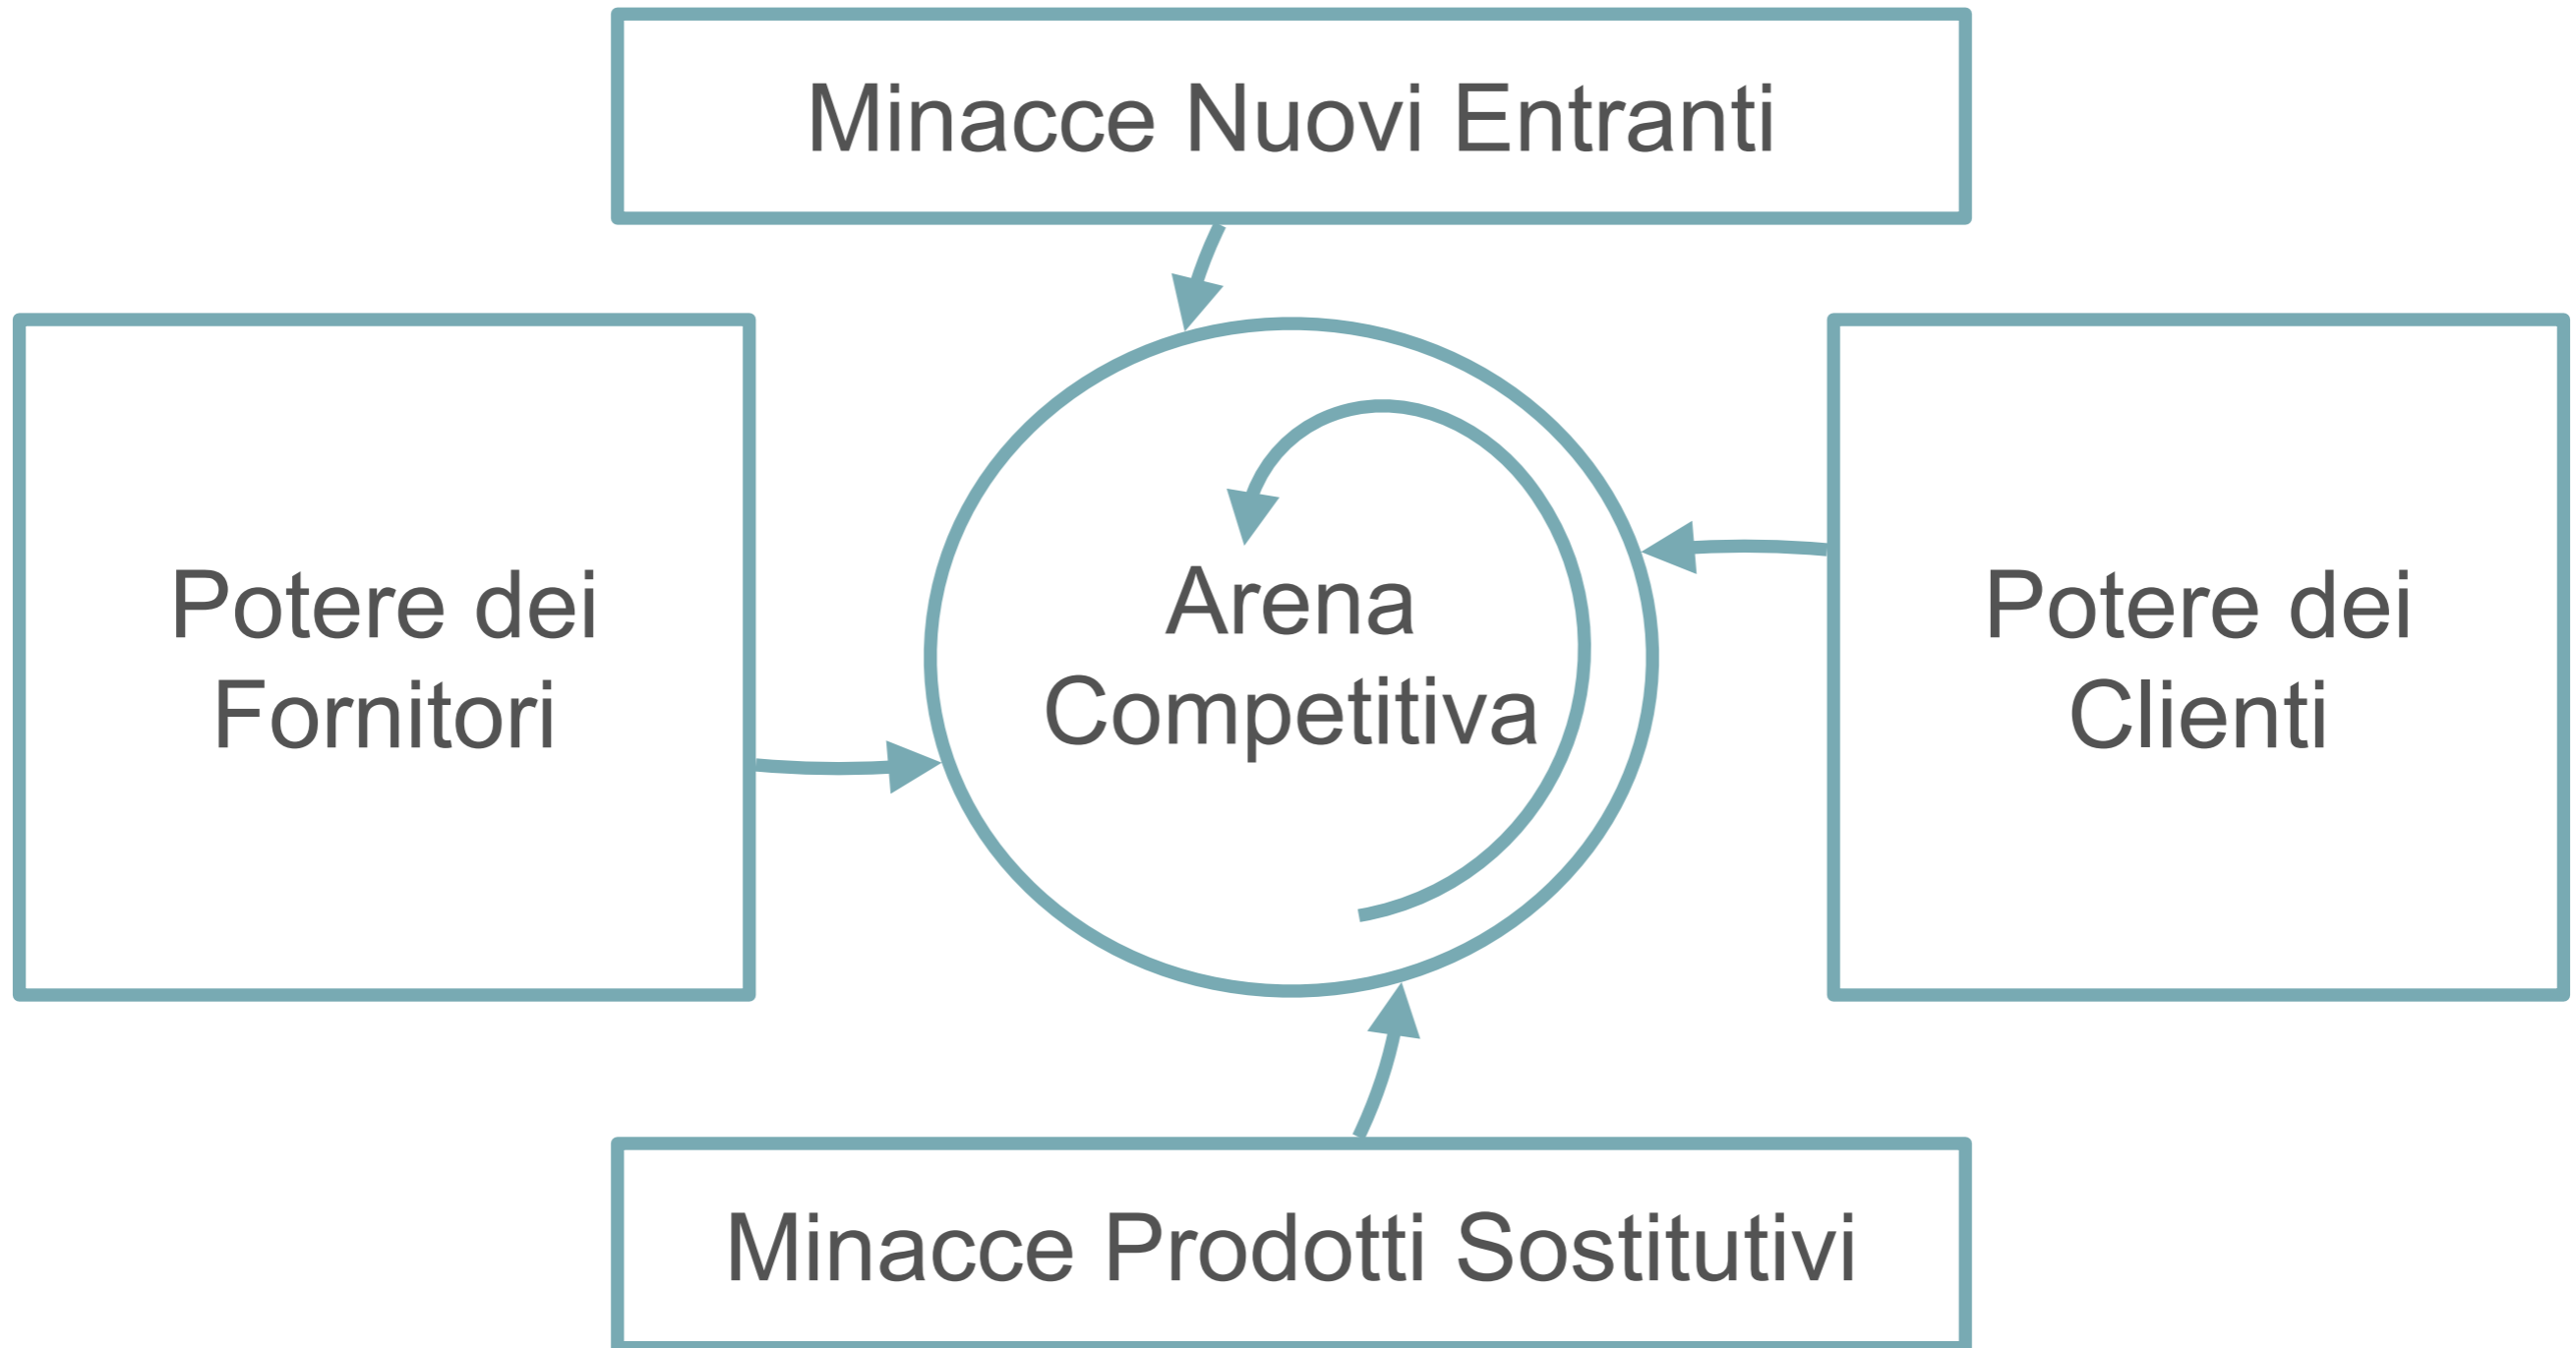 Minacce Nuovi Entranti
Potere dei
Fornitori
Arena
Competitiva
Potere dei
Clienti
Minacce Prodotti Sostitutivi